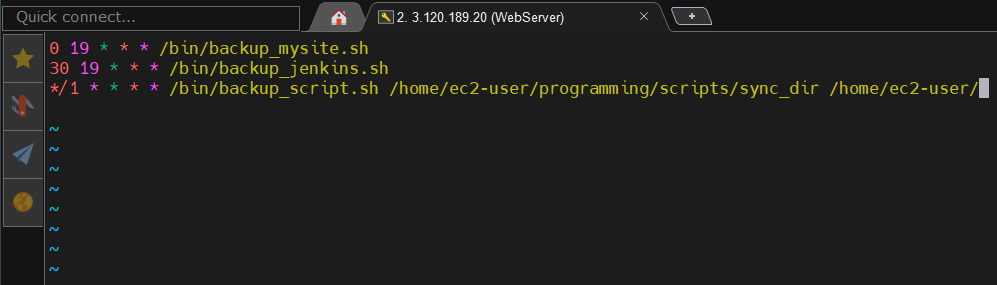 Quick connect...
2. 3.120.189.20 (WebServer)
0 19 * * * /bin/backup_mysite.sh
30 19 * * * /bin/backup_jenkins.sh
*/1 * * * * /bin/backup_script.sh /home/ec2-user/programming/scripts/sync_dir /home/ec2-user/
~
~
~
~
~
~
~
~